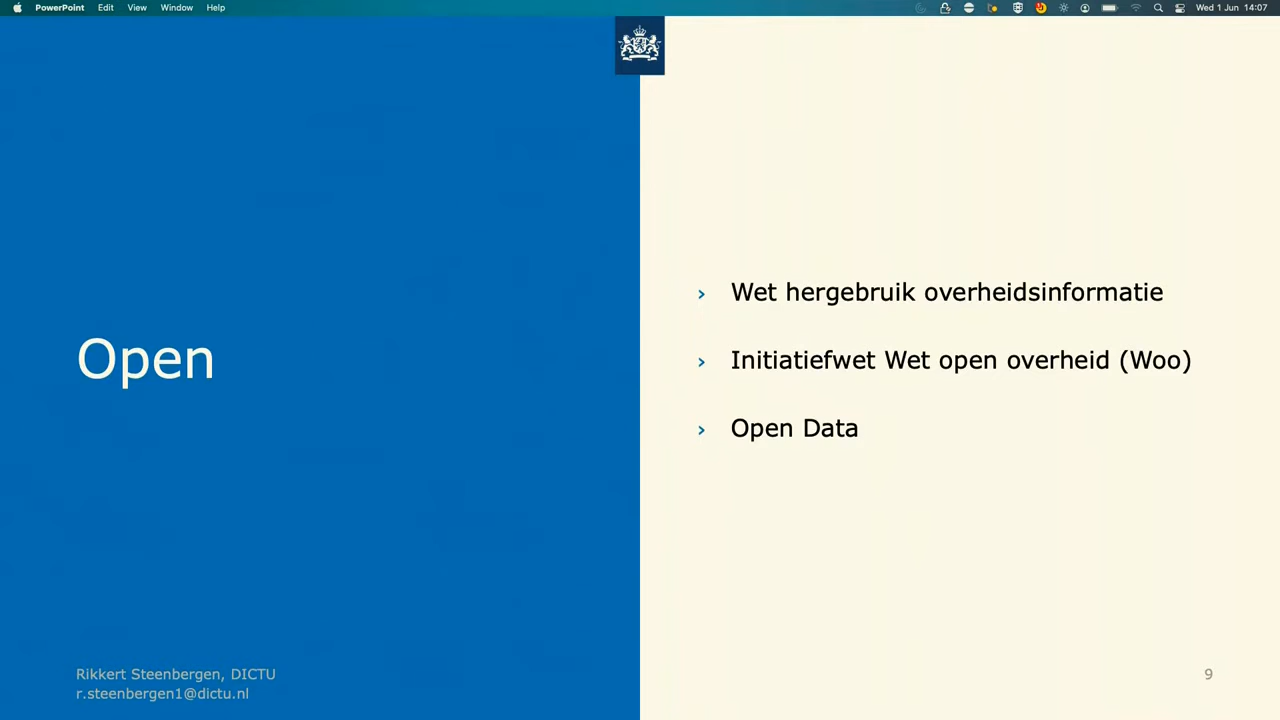 PowerPoint Edit View Window Help Wed 1 Jun 14:07
Open
› Wet hergebruik overheidsinformatie
› Initiatiefwet Wet open overheid (Woo)
› Open Data
Rikkert Steenbergen, DICTU
r.steenbergen1@dictu.nl
9